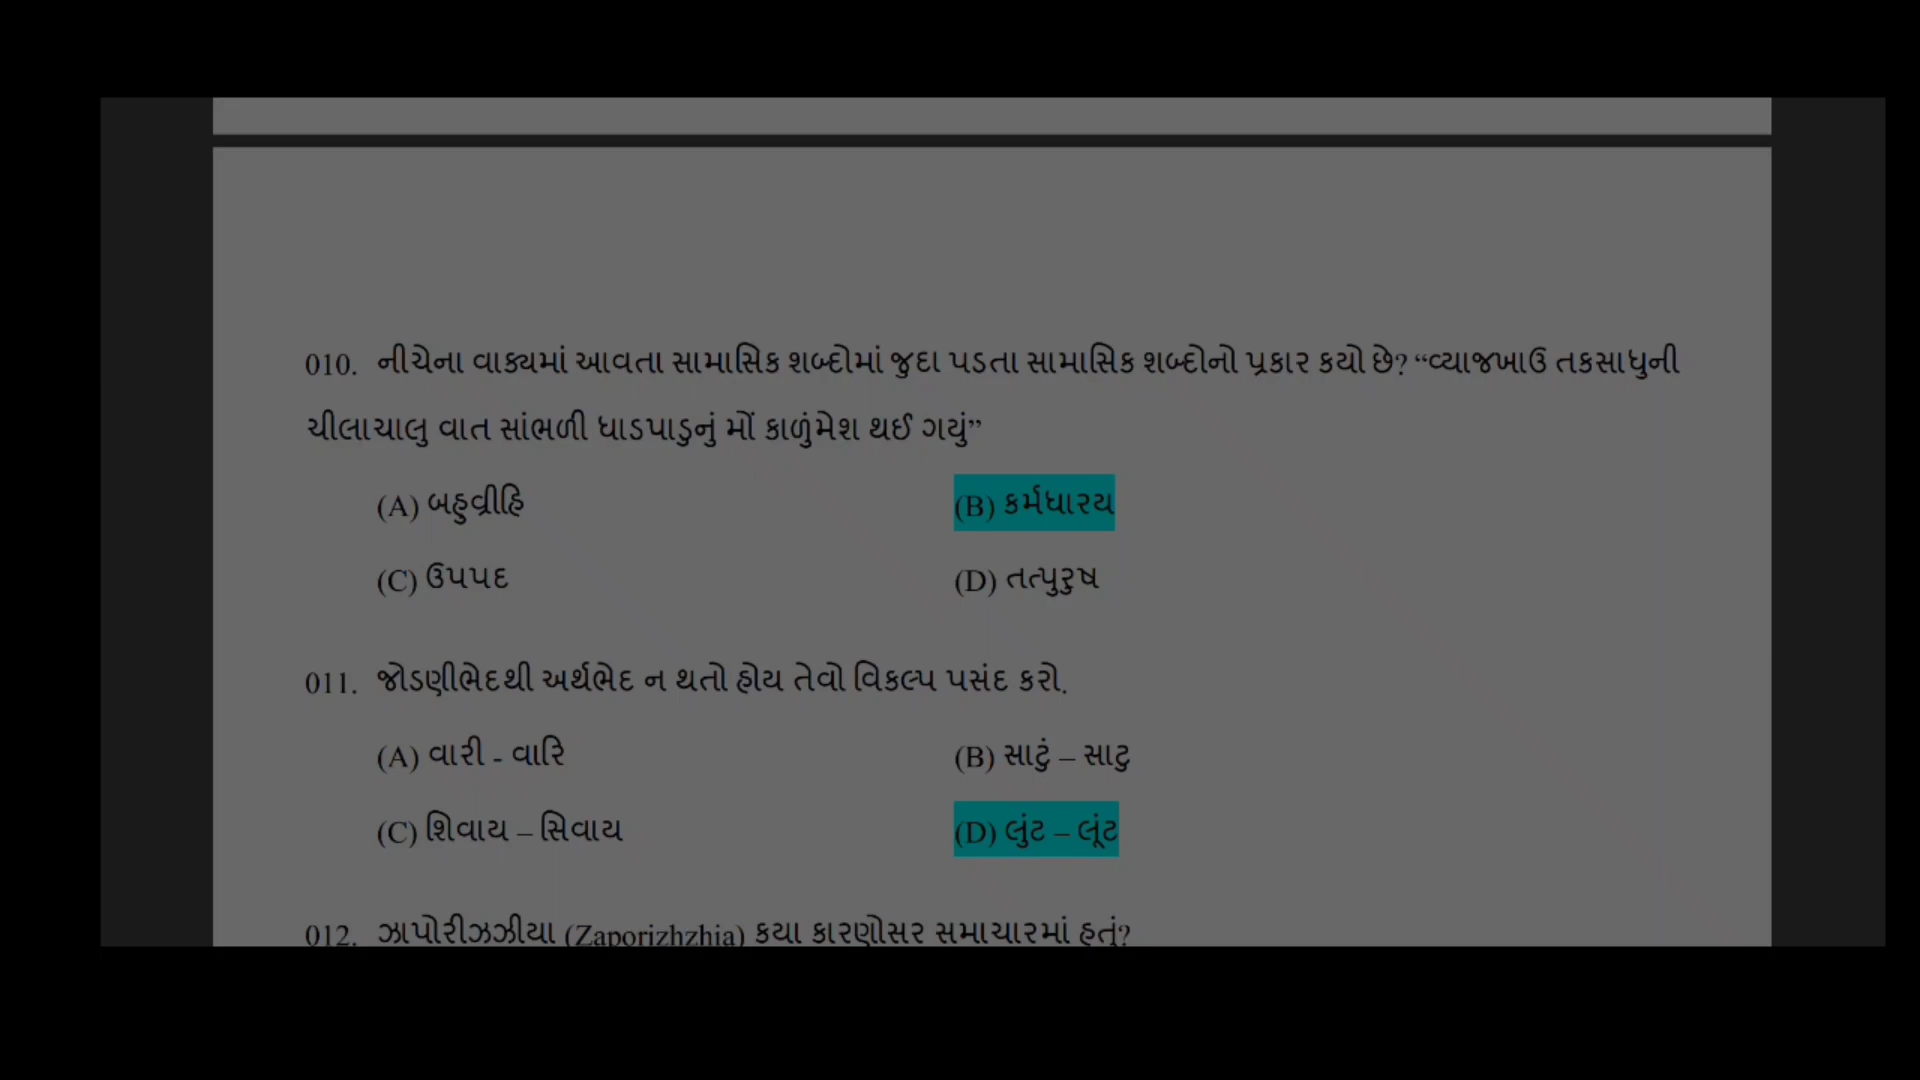 010. નીચેના વાક્યમાં આવતા સામાસિક શબ્દોમાં જુદા પડતા સામાસિક શબ્દોનો પ્રકાર કયો છે? “વ્યાજખાઉ તકસાધુની
ચીલાચાલુ વાત સાંભળી ધાડપાડુનું મોં કાળુંમેશ થઈ ગયું”
(A) બહુવ્રીહિ (B) કર્મધારય
(C) ઉપપદ (D) તત્પુરુષ
011. જોડણીભેદથી અર્થભેદ ન થતો હોય તેવો વિકલ્પ પસંદ કરો.
(A) વારી - વારિ (B) સાટું – સાટુ
(C) શિવાય – સિવાય (D) લુંટ – લૂંટ
012. ઝાપોરીઝઝીયા (Zaporizhzhia) કયા કારણોસર સમાચારમાં હતું?